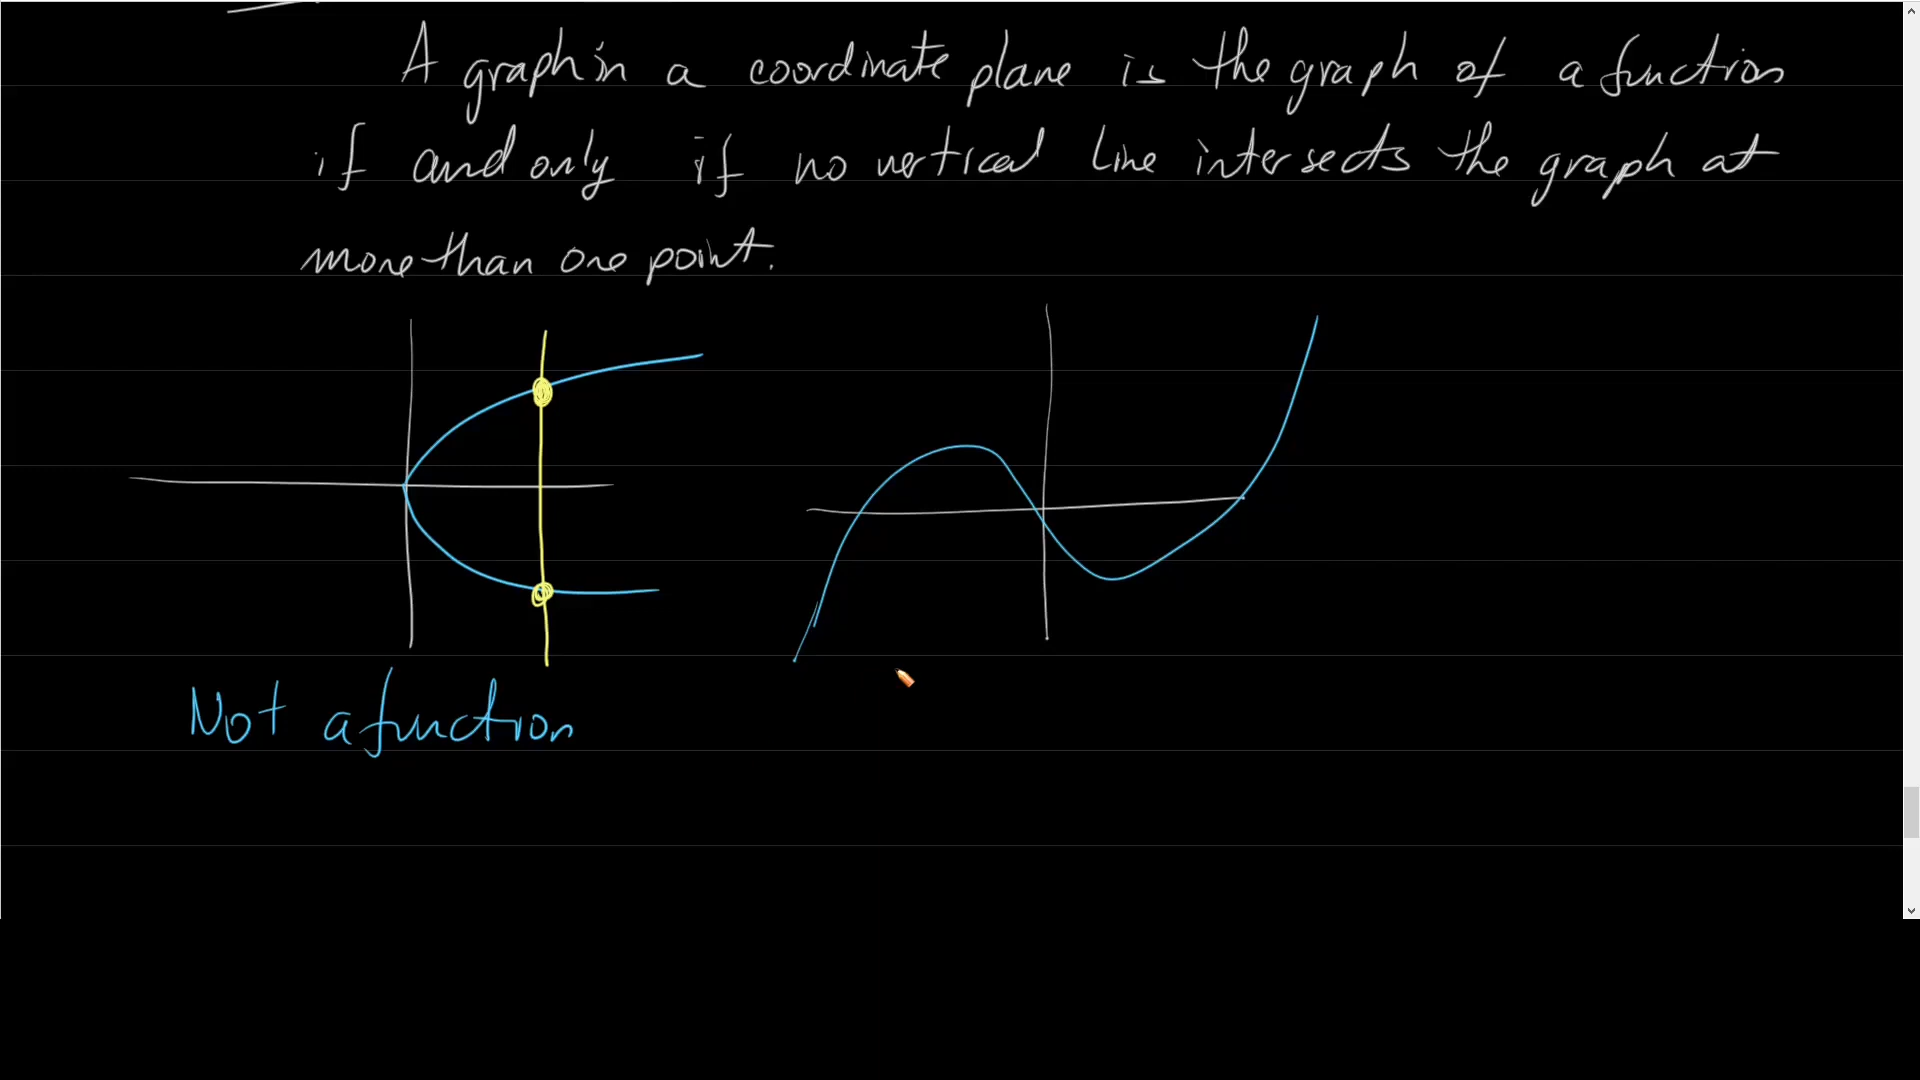 A graph in a coordinate plane is the graph of a function
if and only if no vertical line intersects the graph at
more than one point.
Not a function